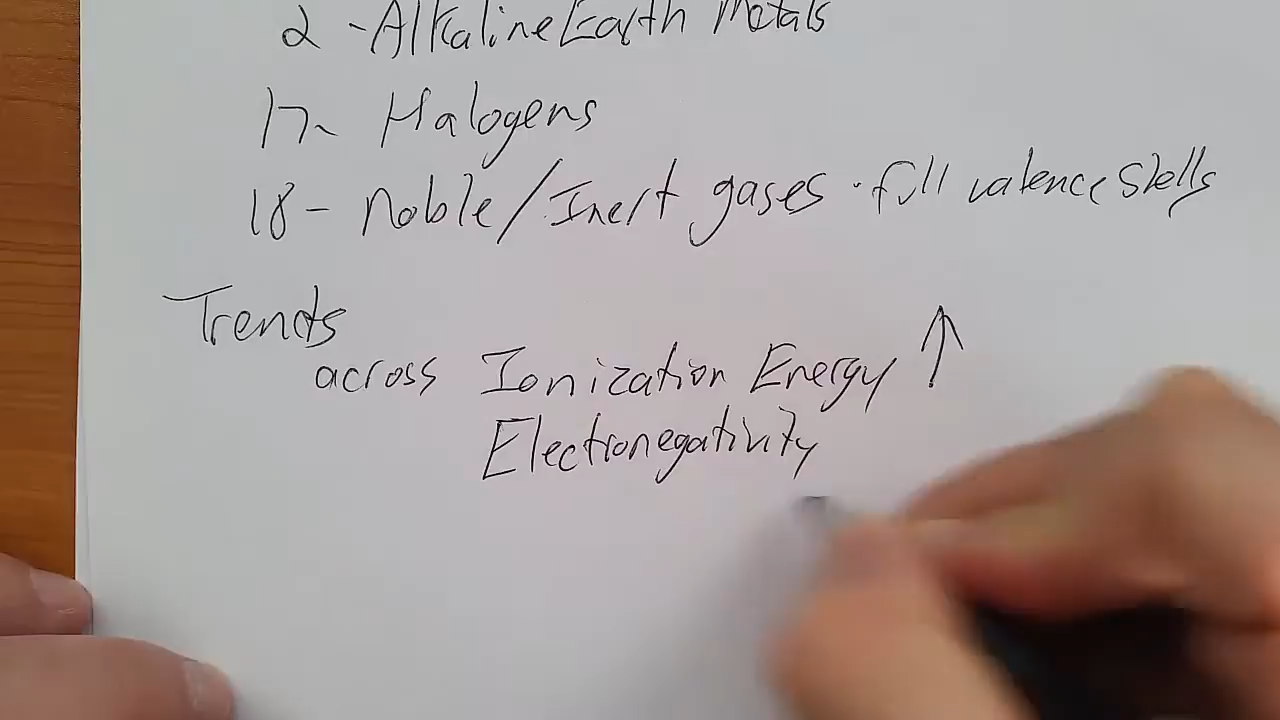 2 - Alkaline Earth Metals
17- Halogens
18 - Noble/Inert gases · full valence shells
Trends
across Ionization Energy ↑
Electronegativity